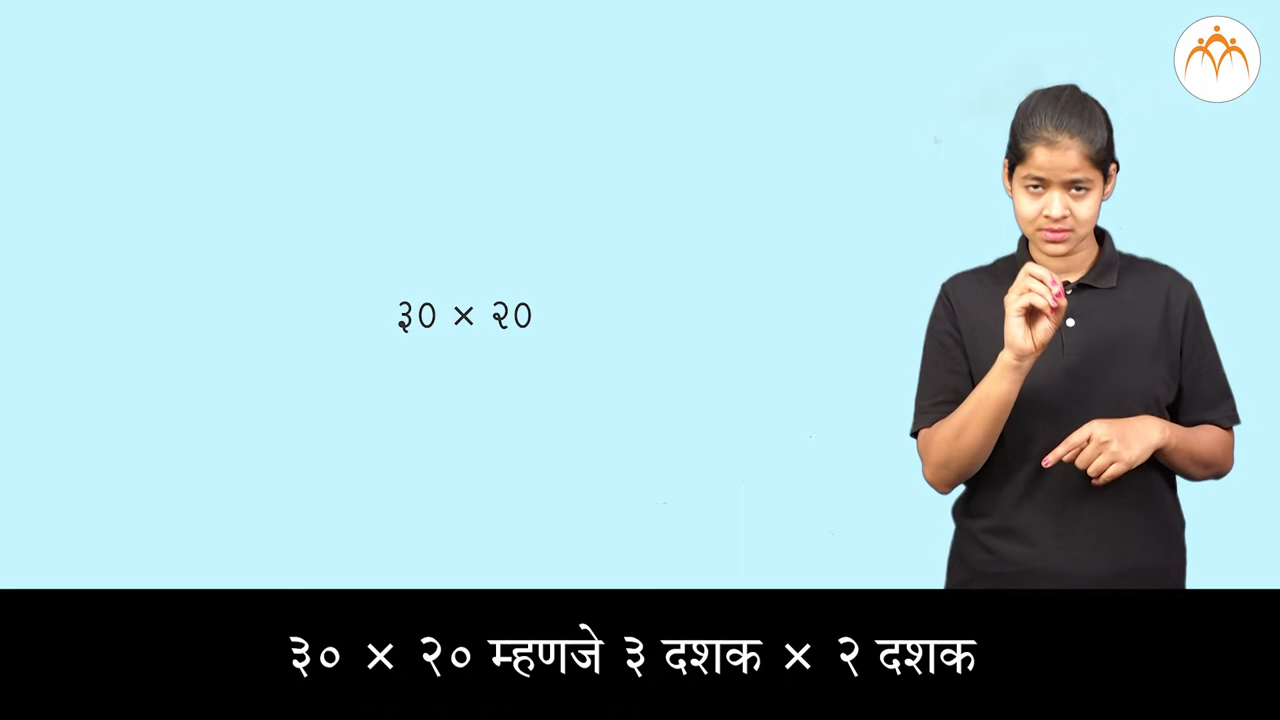 ३० × २०
३० × २० म्हणजे ३ दशक × २ दशक